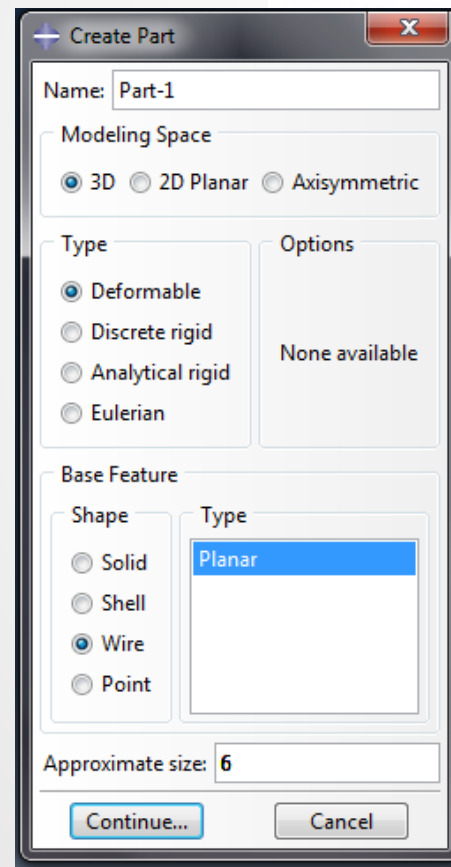 Create Part
Name: Part-1
Modeling Space
3D 2D Planar Axisymmetric
Type
Deformable
Discrete rigid
Analytical rigid
Eulerian
Options
None available
Base Feature
Shape
Solid
Shell
Wire
Point
Type
Planar
Approximate size: 6
Continue... Cancel